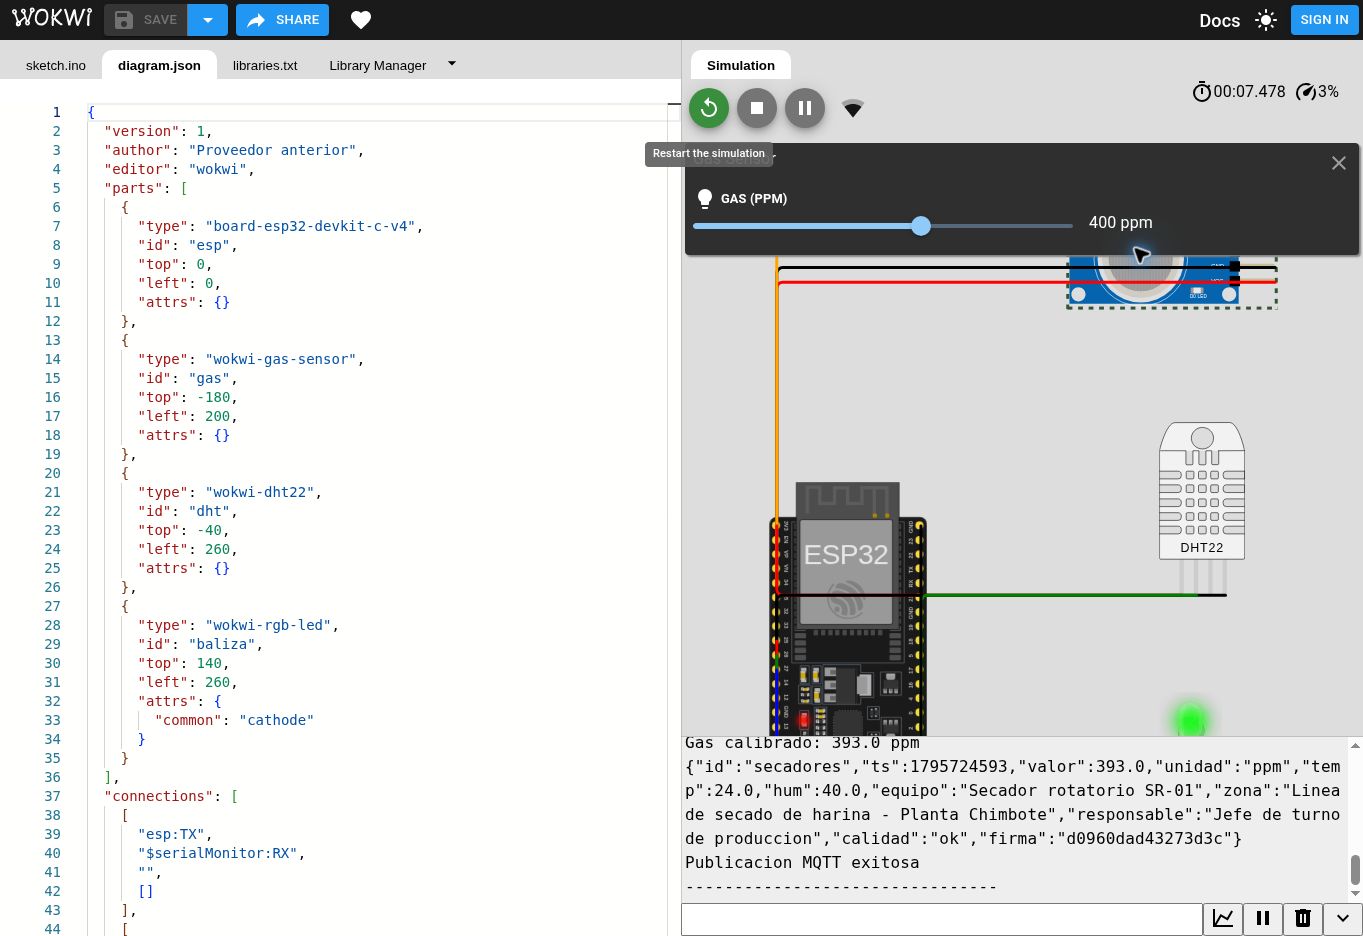 WOKWI
SAVE
SHARE
Docs
SIGN IN
sketch.ino
diagram.json
libraries.txt
Library Manager
Simulation
00:07.478
3%
Restart the simulation
GAS (PPM)
400 ppm
1 {
2 "version": 1,
3 "author": "Proveedor anterior",
4 "editor": "wokwi",
5 "parts": [
6 {
7 "type": "board-esp32-devkit-c-v4",
8 "id": "esp",
9 "top": 0,
10 "left": 0,
11 "attrs": {}
12 },
13 {
14 "type": "wokwi-gas-sensor",
15 "id": "gas",
16 "top": -180,
17 "left": 200,
18 "attrs": {}
19 },
20 {
21 "type": "wokwi-dht22",
22 "id": "dht",
23 "top": -40,
24 "left": 260,
25 "attrs": {}
26 },
27 {
28 "type": "wokwi-rgb-led",
29 "id": "baliza",
30 "top": 140,
31 "left": 260,
32 "attrs": {
33 "common": "cathode"
34 }
35 }
36 ],
37 "connections": [
38 [
39 "esp:TX",
40 "$serialMonitor:RX",
41 "",
42 []
43 ],
44 [
ESP32
DHT22
Gas calibrado: 393.0 ppm
{"id":"secadores","ts":1795724593,"valor":393.0,"unidad":"ppm","tem
p":24.0,"hum":40.0,"equipo":"Secador rotatorio SR-01","zona":"Linea
de secado de harina - Planta Chimbote","responsable":"Jefe de turno
de produccion","calidad":"ok","firma":"d0960dad43273d3c"}
Publicacion MQTT exitosa
--------------------------------